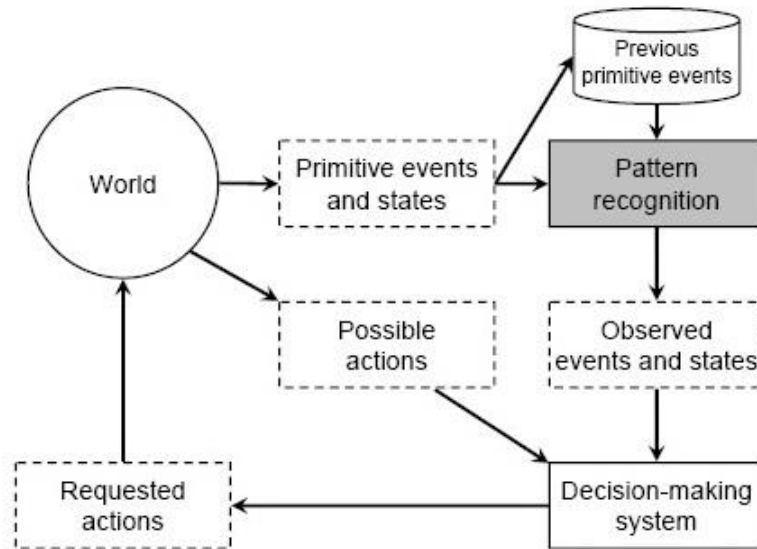 Previous
primitive events
World
Primitive events
and states
Pattern
recognition
Possible
actions
Observed
events and states
Requested
actions
Decision-making
system